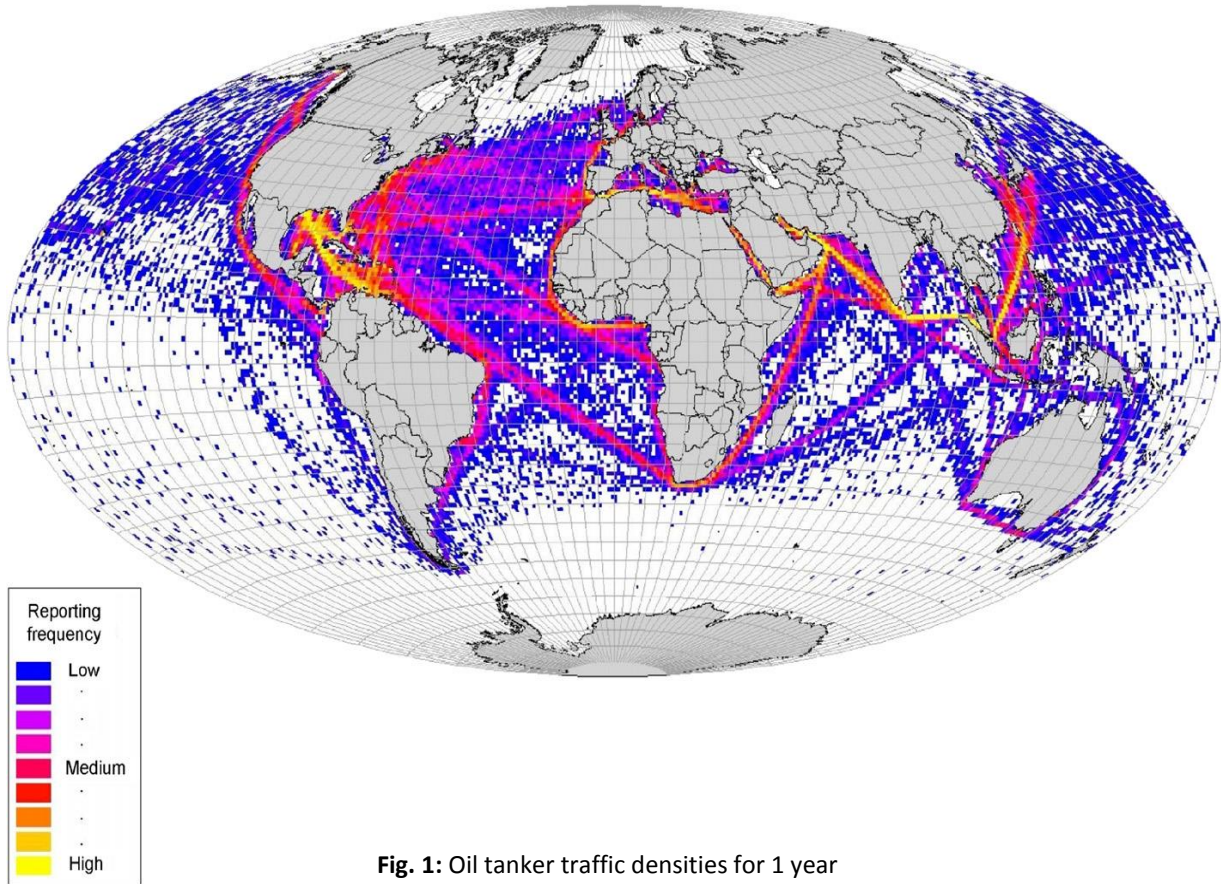 Reporting
frequency
Low
.
.
.
Medium
.
.
.
High
Fig. 1: Oil tanker traffic densities for 1 year